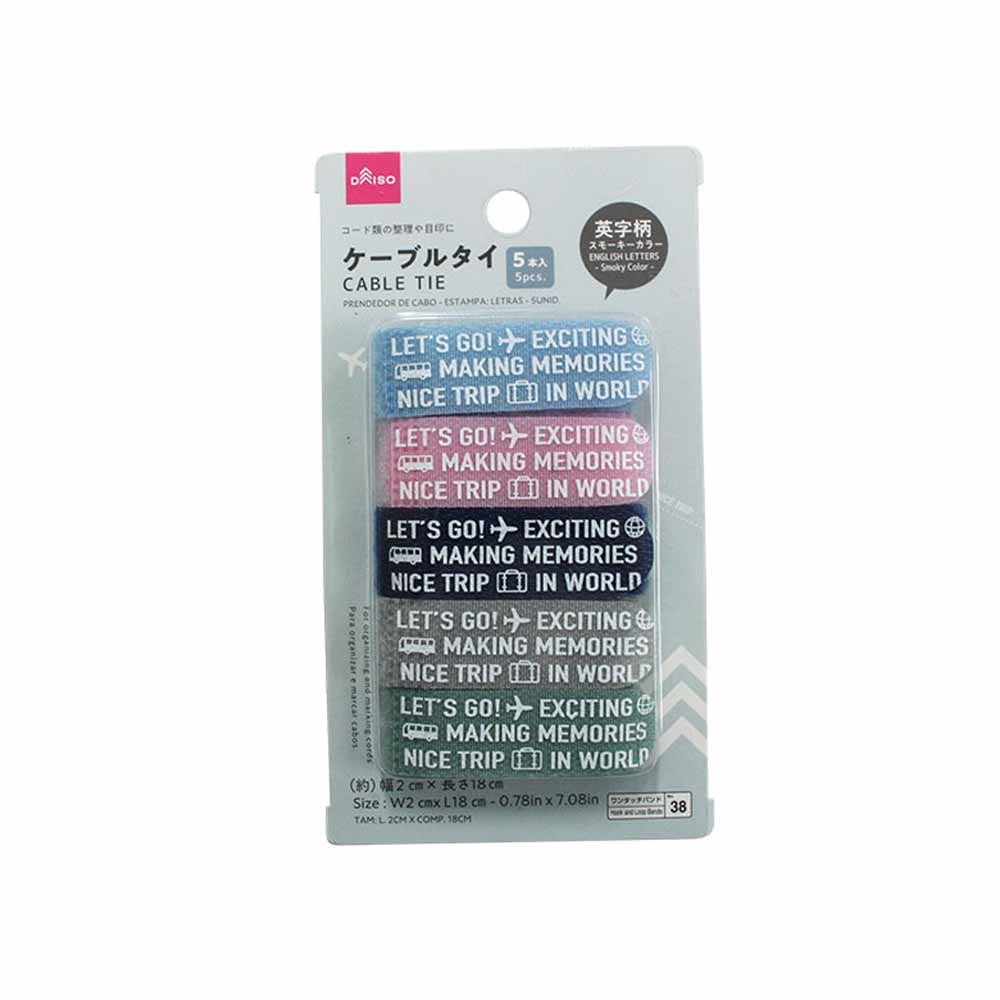 DAISO
コード類の整理や目印に
ケーブルタイ
CABLE TIE
5本入
5pcs.
PRENDEDOR DE CABO - ESTAMPA: LETRAS - 5UNID.
英字柄
スモーキーカラー
ENGLISH LETTERS
- Smoky Color -
LET'S GO! EXCITING
MAKING MEMORIES
NICE TRIP IN WORLD
LET'S GO! EXCITING
MAKING MEMORIES
NICE TRIP IN WORLD
LET'S GO! EXCITING
MAKING MEMORIES
NICE TRIP IN WORLD
LET'S GO! EXCITING
MAKING MEMORIES
NICE TRIP IN WORLD
LET'S GO! EXCITING
MAKING MEMORIES
NICE TRIP IN WORLD
NICE TRIP
For organizing and marking cords
Para organizar e marcar cabos
(約)幅2cm×長さ18cm
Size : W2 cm x L18 cm - 0.78in x 7.08in
TAM: L. 2CM X COMP. 18CM
ワンタッチバンド
Hook and Loop Bands
No. 38